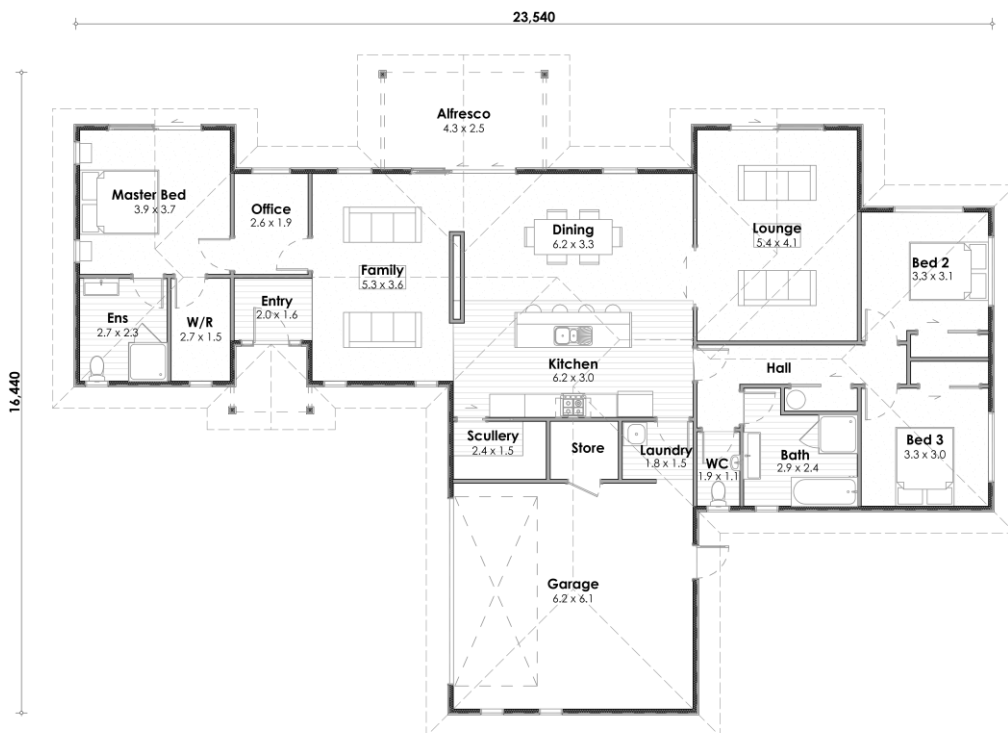 23,540
16,440
Alfresco
4.3 x 2.5
Master Bed
3.9 x 3.7
Office
2.6 x 1.9
Family
5.3 x 3.6
Dining
6.2 x 3.3
Lounge
5.4 x 4.1
Bed 2
3.3 x 3.1
Ens
2.7 x 2.3
W/R
2.7 x 1.5
Entry
2.0 x 1.6
Kitchen
6.2 x 3.0
Hall
Scullery
2.4 x 1.5
Store
Laundry
1.8 x 1.5
WC
1.9 x 1.1
Bath
2.9 x 2.4
Bed 3
3.3 x 3.0
Garage
6.2 x 6.1